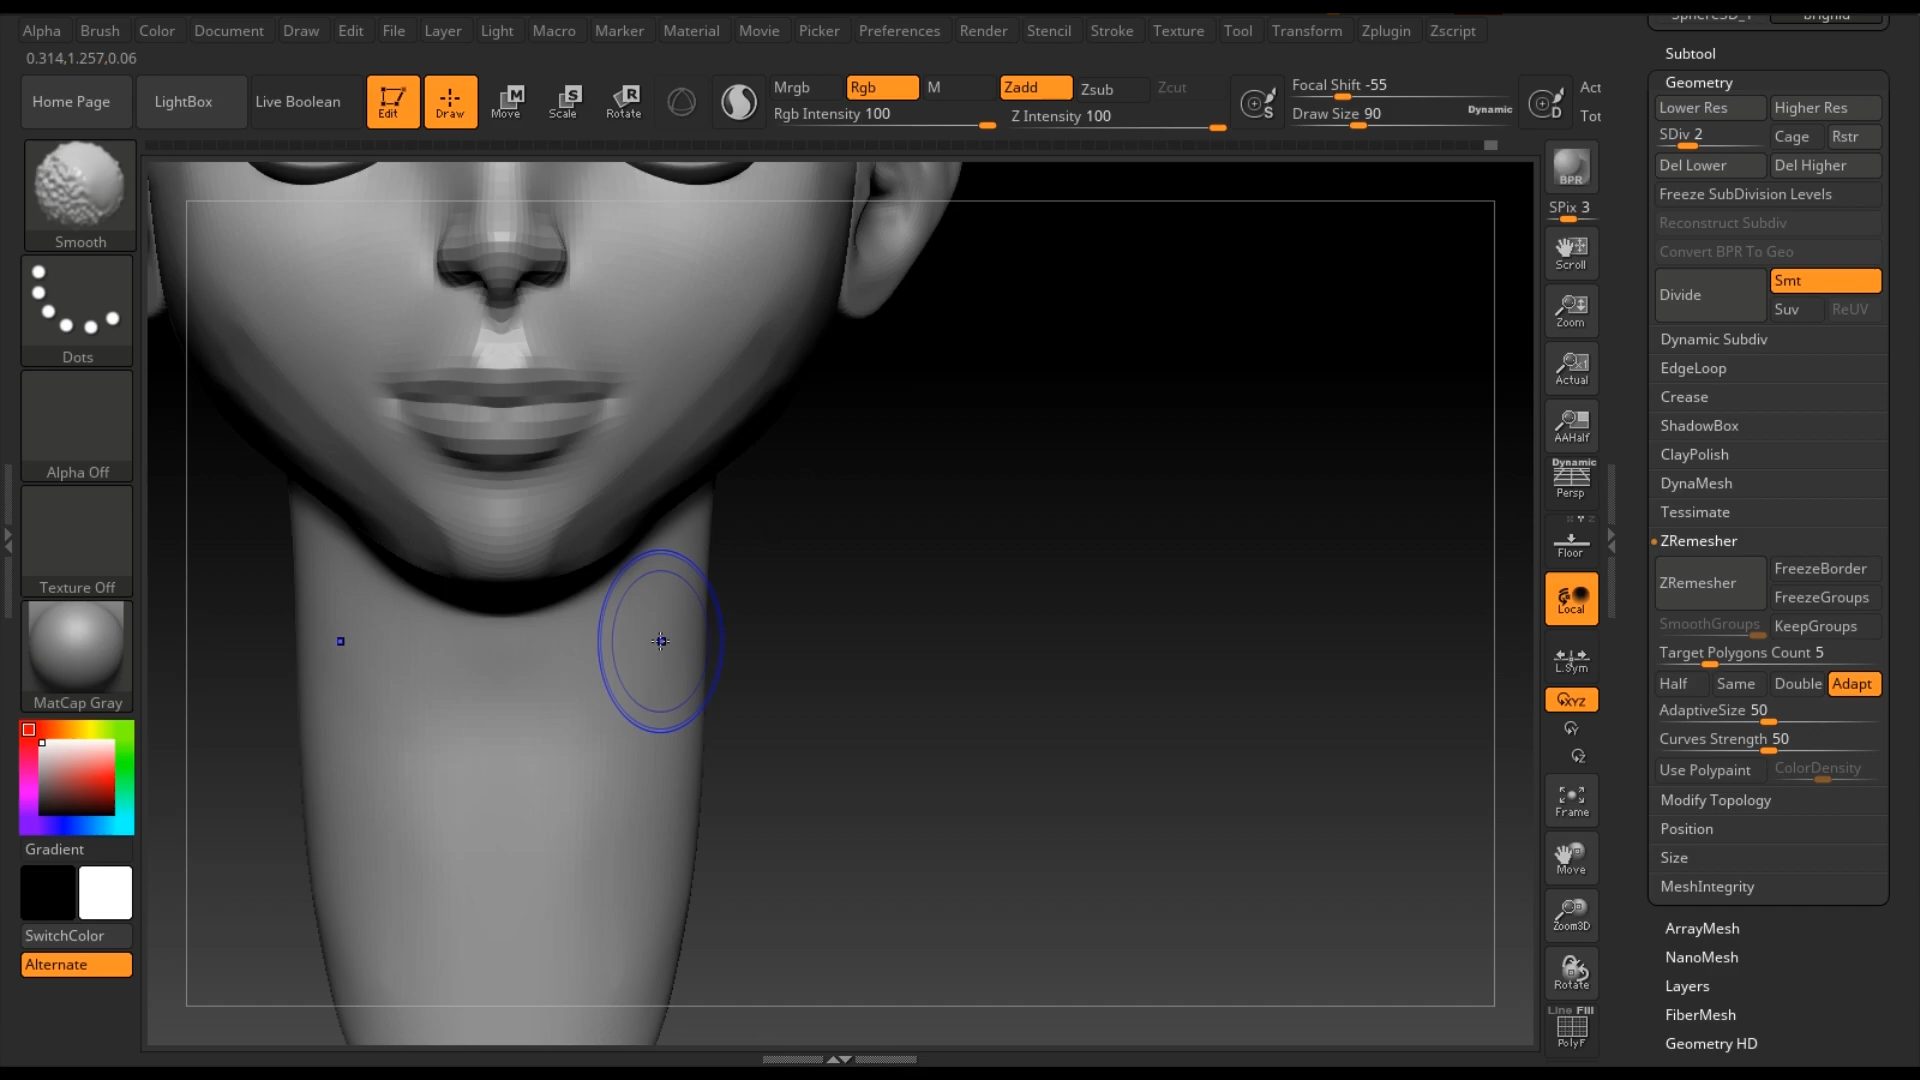 Alpha Brush Color Document Draw Edit File Layer Light Macro Marker Material Movie Picker Preferences Render Stencil Stroke Texture Tool Transform Zplugin Zscript
0.314,1.257,0.06
Home Page LightBox Live Boolean Edit Draw Move Scale Rotate
M S R
Mrgb Rgb M Zadd Zsub Zcut
Rgb Intensity 100 Z Intensity 100
S
Focal Shift -55
Draw Size 90 Dynamic
D
Act
Tot
Smooth
Dots
Alpha Off
Texture Off
MatCap Gray
Gradient
SwitchColor
Alternate
BPR
SPix 3
Scroll
Zoom
Actual
AAHalf
Dynamic
Persp
Floor
Local
L.Sym
XYZ
Y
Z
Frame
Move
Zoom3D
Rotate
Line Fill
PolyF
Subtool
Geometry
Lower Res Higher Res
SDiv 2 Cage Rstr
Del Lower Del Higher
Freeze SubDivision Levels
Reconstruct Subdiv
Convert BPR To Geo
Divide Smt
Suv ReUV
Dynamic Subdiv
EdgeLoop
Crease
ShadowBox
ClayPolish
DynaMesh
Tessimate
ZRemesher
ZRemesher FreezeBorder
FreezeGroups
SmoothGroups KeepGroups
Target Polygons Count 5
Half Same Double Adapt
AdaptiveSize 50
Curves Strength 50
Use Polypaint ColorDensity
Modify Topology
Position
Size
MeshIntegrity
ArrayMesh
NanoMesh
Layers
FiberMesh
Geometry HD